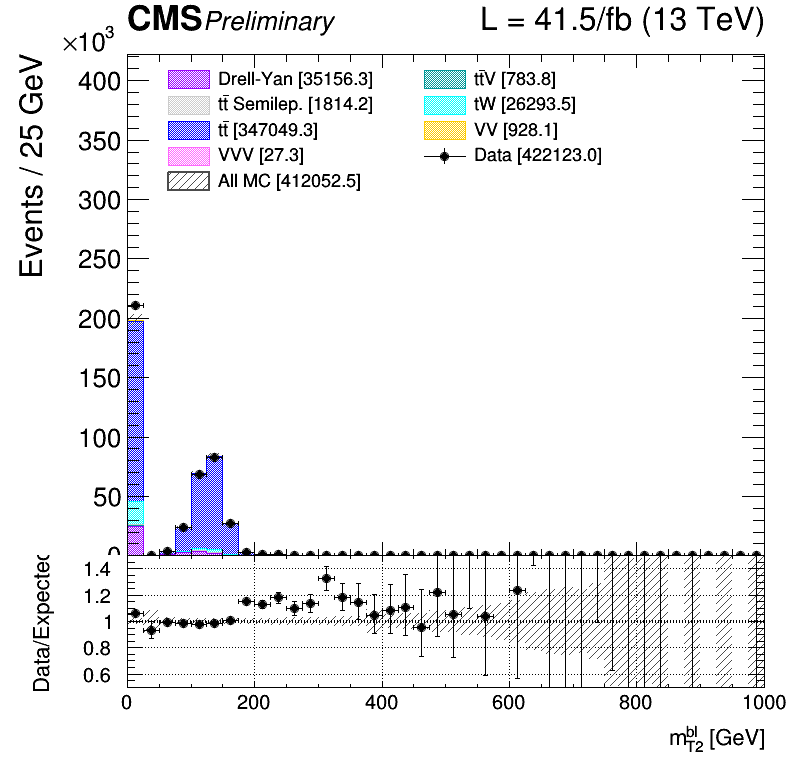 CMS Preliminary L = 41.5/fb (13 TeV)
×10³
Events / 25 GeV
400
350
300
250
200
150
100
50
0
Drell-Yan [35156.3]
tt̄ Semilep. [1814.2]
tt̄ [347049.3]
VVV [27.3]
All MC [412052.5]
tt̄V [783.8]
tW [26293.5]
VV [928.1]
Data [422123.0]
Data/Expected
1.4
1.2
1
0.8
0.6
0 200 400 600 800 1000
m_T2^bl [GeV]